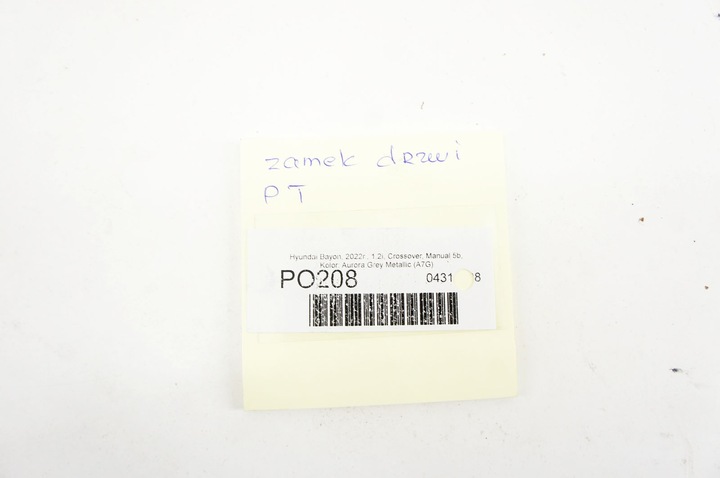 zamek drzwi
PT
Hyundai Bayon, 2022r., 1.2i, Crossover, Manual 5b,
Kolor: Aurora Grey Metallic (A7G)
PO208 0431 8